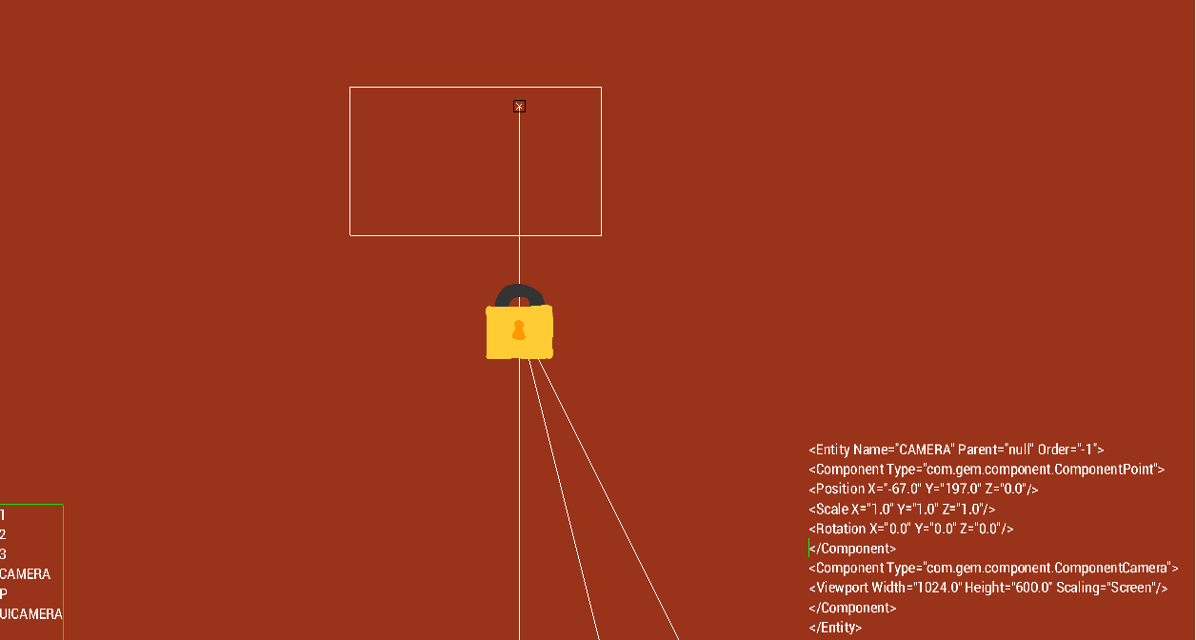 <Entity Name="CAMERA" Parent="null" Order="-1">
<Component Type="com.gem.component.ComponentPoint">
<Position X="-67.0" Y="197.0" Z="0.0"/>
<Scale X="1.0" Y="1.0" Z="1.0"/>
<Rotation X="0.0" Y="0.0" Z="0.0"/>
</Component>
<Component Type="com.gem.component.ComponentCamera">
<Viewport Width="1024.0" Height="600.0" Scaling="Screen"/>
</Component>
</Entity>
1
2
3
CAMERA
P
UICAMERA